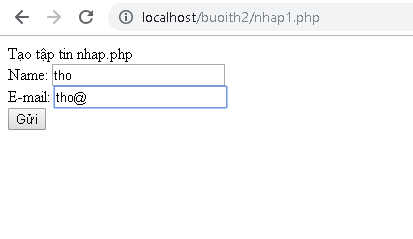 localhost/buoith2/nhap1.php
Tạo tập tin nhap.php
Name: tho
E-mail: tho@
Gửi